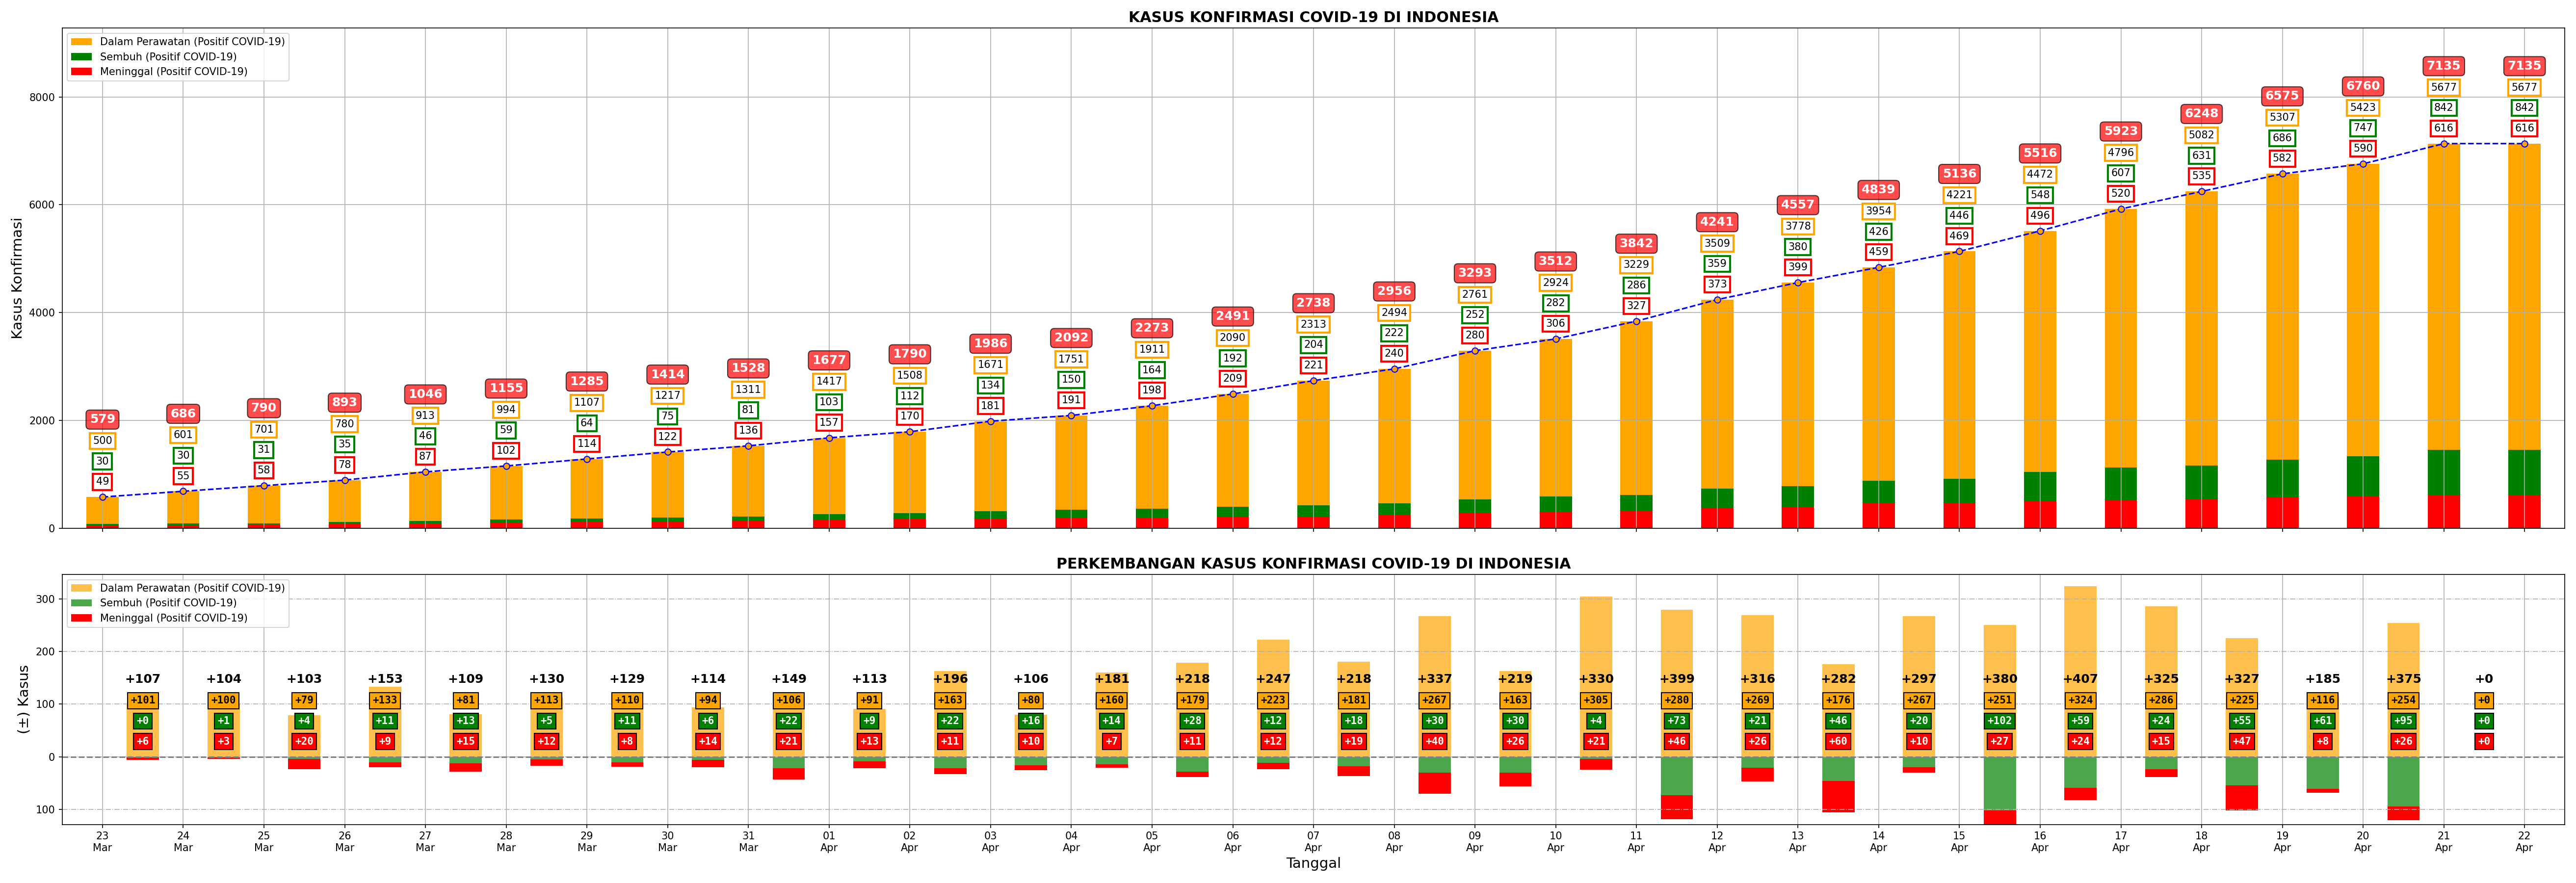 KASUS KONFIRMASI COVID-19 DI INDONESIA
Dalam Perawatan (Positif COVID-19)
Sembuh (Positif COVID-19)
Meninggal (Positif COVID-19)
Kasus Konfirmasi
8000
6000
4000
2000
0
579 686 790 893 1046 1155 1285 1414 1528 1677 1790 1986 2092 2273 2491 2738 2956 3293 3512 3842 4241 4557 4839 5136 5516 5923 6248 6575 6760 7135 7135
500 601 701 780 913 994 1107 1217 1311 1417 1508 1671 1751 1911 2090 2313 2494 2761 2924 3229 3509 3778 3954 4221 4472 4796 5082 5307 5423 5677 5677
30 30 31 35 46 59 64 75 81 103 112 134 150 164 192 204 222 252 282 286 359 380 426 446 548 607 631 686 747 842 842
49 55 58 78 87 102 114 122 136 157 170 181 191 198 209 221 240 280 306 327 373 399 459 469 496 520 535 582 590 616 616
PERKEMBANGAN KASUS KONFIRMASI COVID-19 DI INDONESIA
Dalam Perawatan (Positif COVID-19)
Sembuh (Positif COVID-19)
Meninggal (Positif COVID-19)
(±) Kasus
300
200
100
0
100
+107 +104 +103 +153 +109 +130 +129 +114 +149 +113 +196 +106 +181 +218 +247 +218 +337 +219 +330 +399 +316 +282 +297 +380 +407 +325 +327 +185 +375 +0
+101 +100 +79 +133 +81 +113 +110 +94 +106 +91 +163 +80 +160 +179 +223 +181 +267 +163 +305 +280 +269 +176 +267 +251 +324 +286 +225 +116 +254 +0
+0 +1 +4 +11 +13 +5 +11 +6 +22 +9 +22 +16 +14 +28 +12 +18 +30 +30 +4 +73 +21 +46 +20 +102 +59 +24 +55 +61 +95 +0
+6 +3 +20 +9 +15 +12 +8 +14 +21 +13 +11 +10 +7 +11 +12 +19 +40 +26 +21 +46 +26 +60 +10 +27 +24 +15 +47 +8 +26 +0
23 24 25 26 27 28 29 30 31 01 02 03 04 05 06 07 08 09 10 11 12 13 14 15 16 17 18 19 20 21 22
Mar Mar Mar Mar Mar Mar Mar Mar Mar Apr Apr Apr Apr Apr Apr Apr Apr Apr Apr Apr Apr Apr Apr Apr Apr Apr Apr Apr Apr Apr Apr
Tanggal